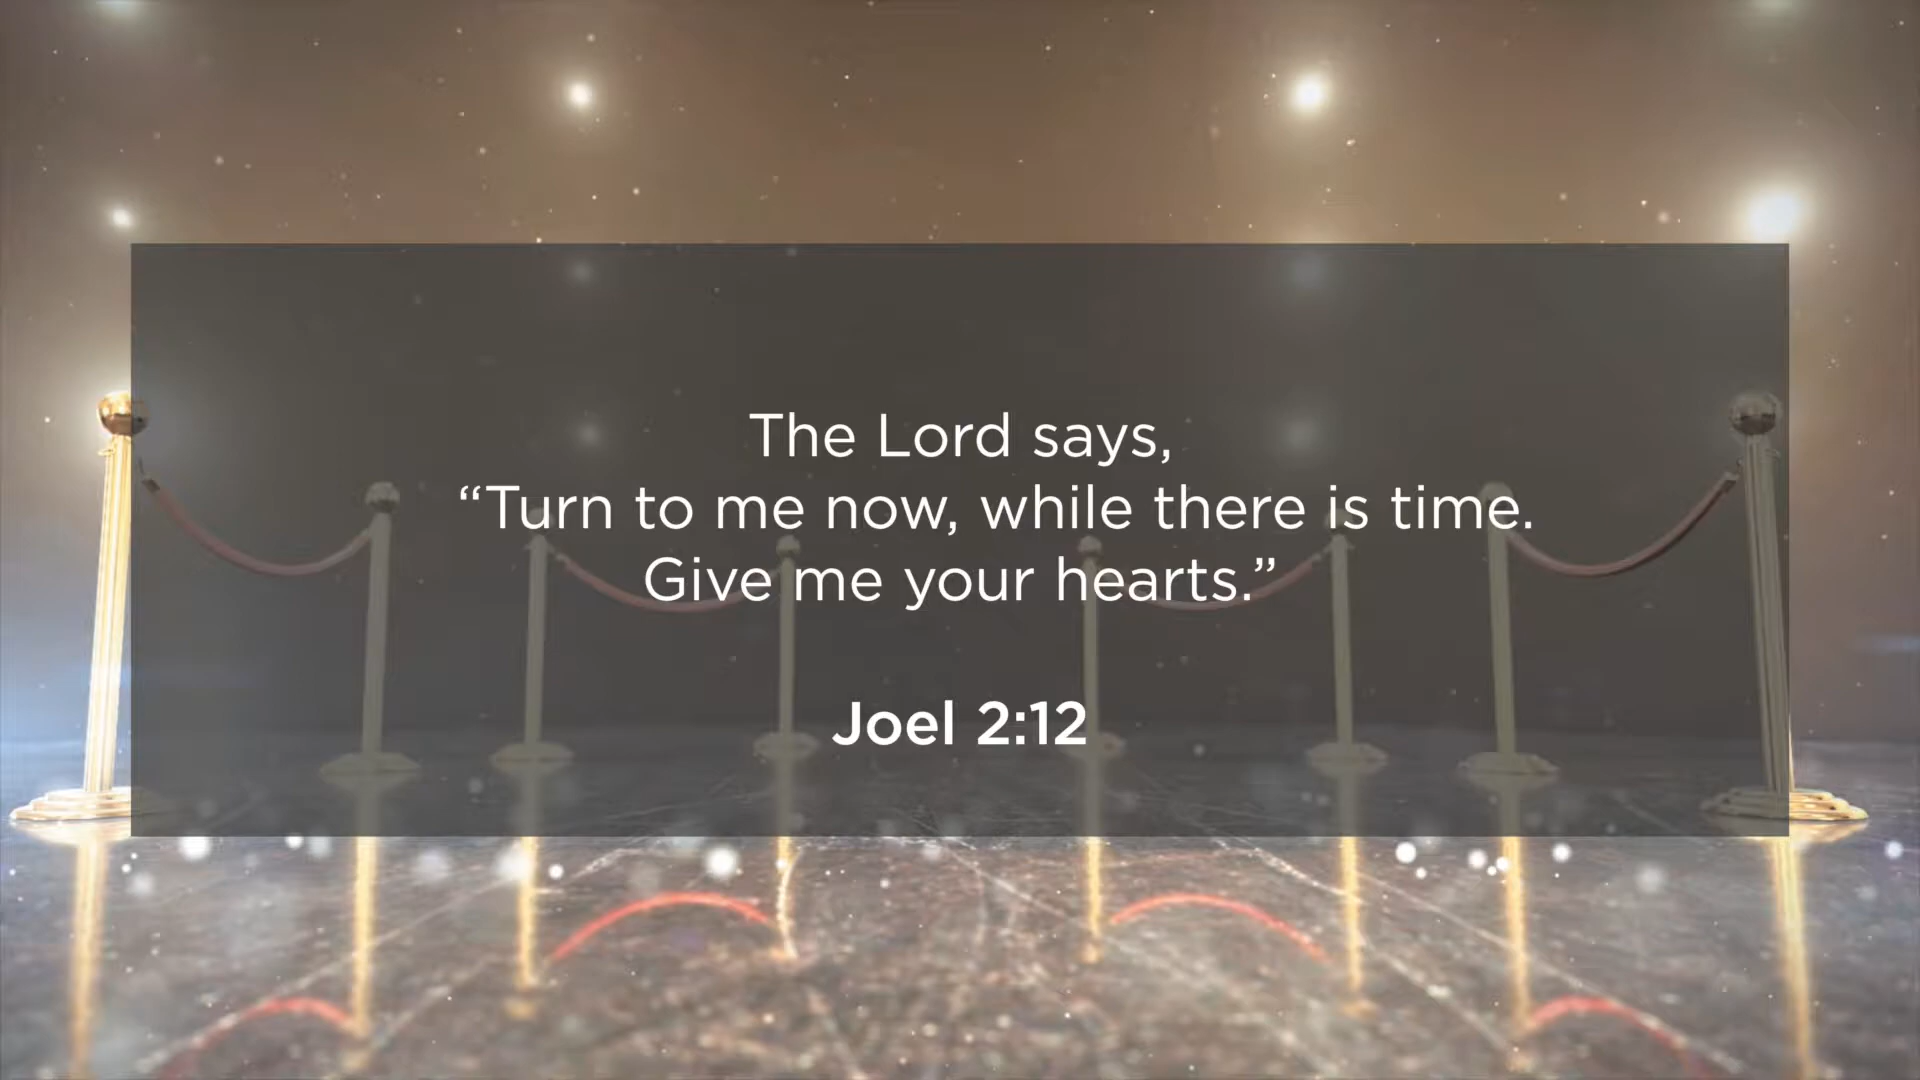 The Lord says,
“Turn to me now, while there is time.
Give me your hearts.”
Joel 2:12